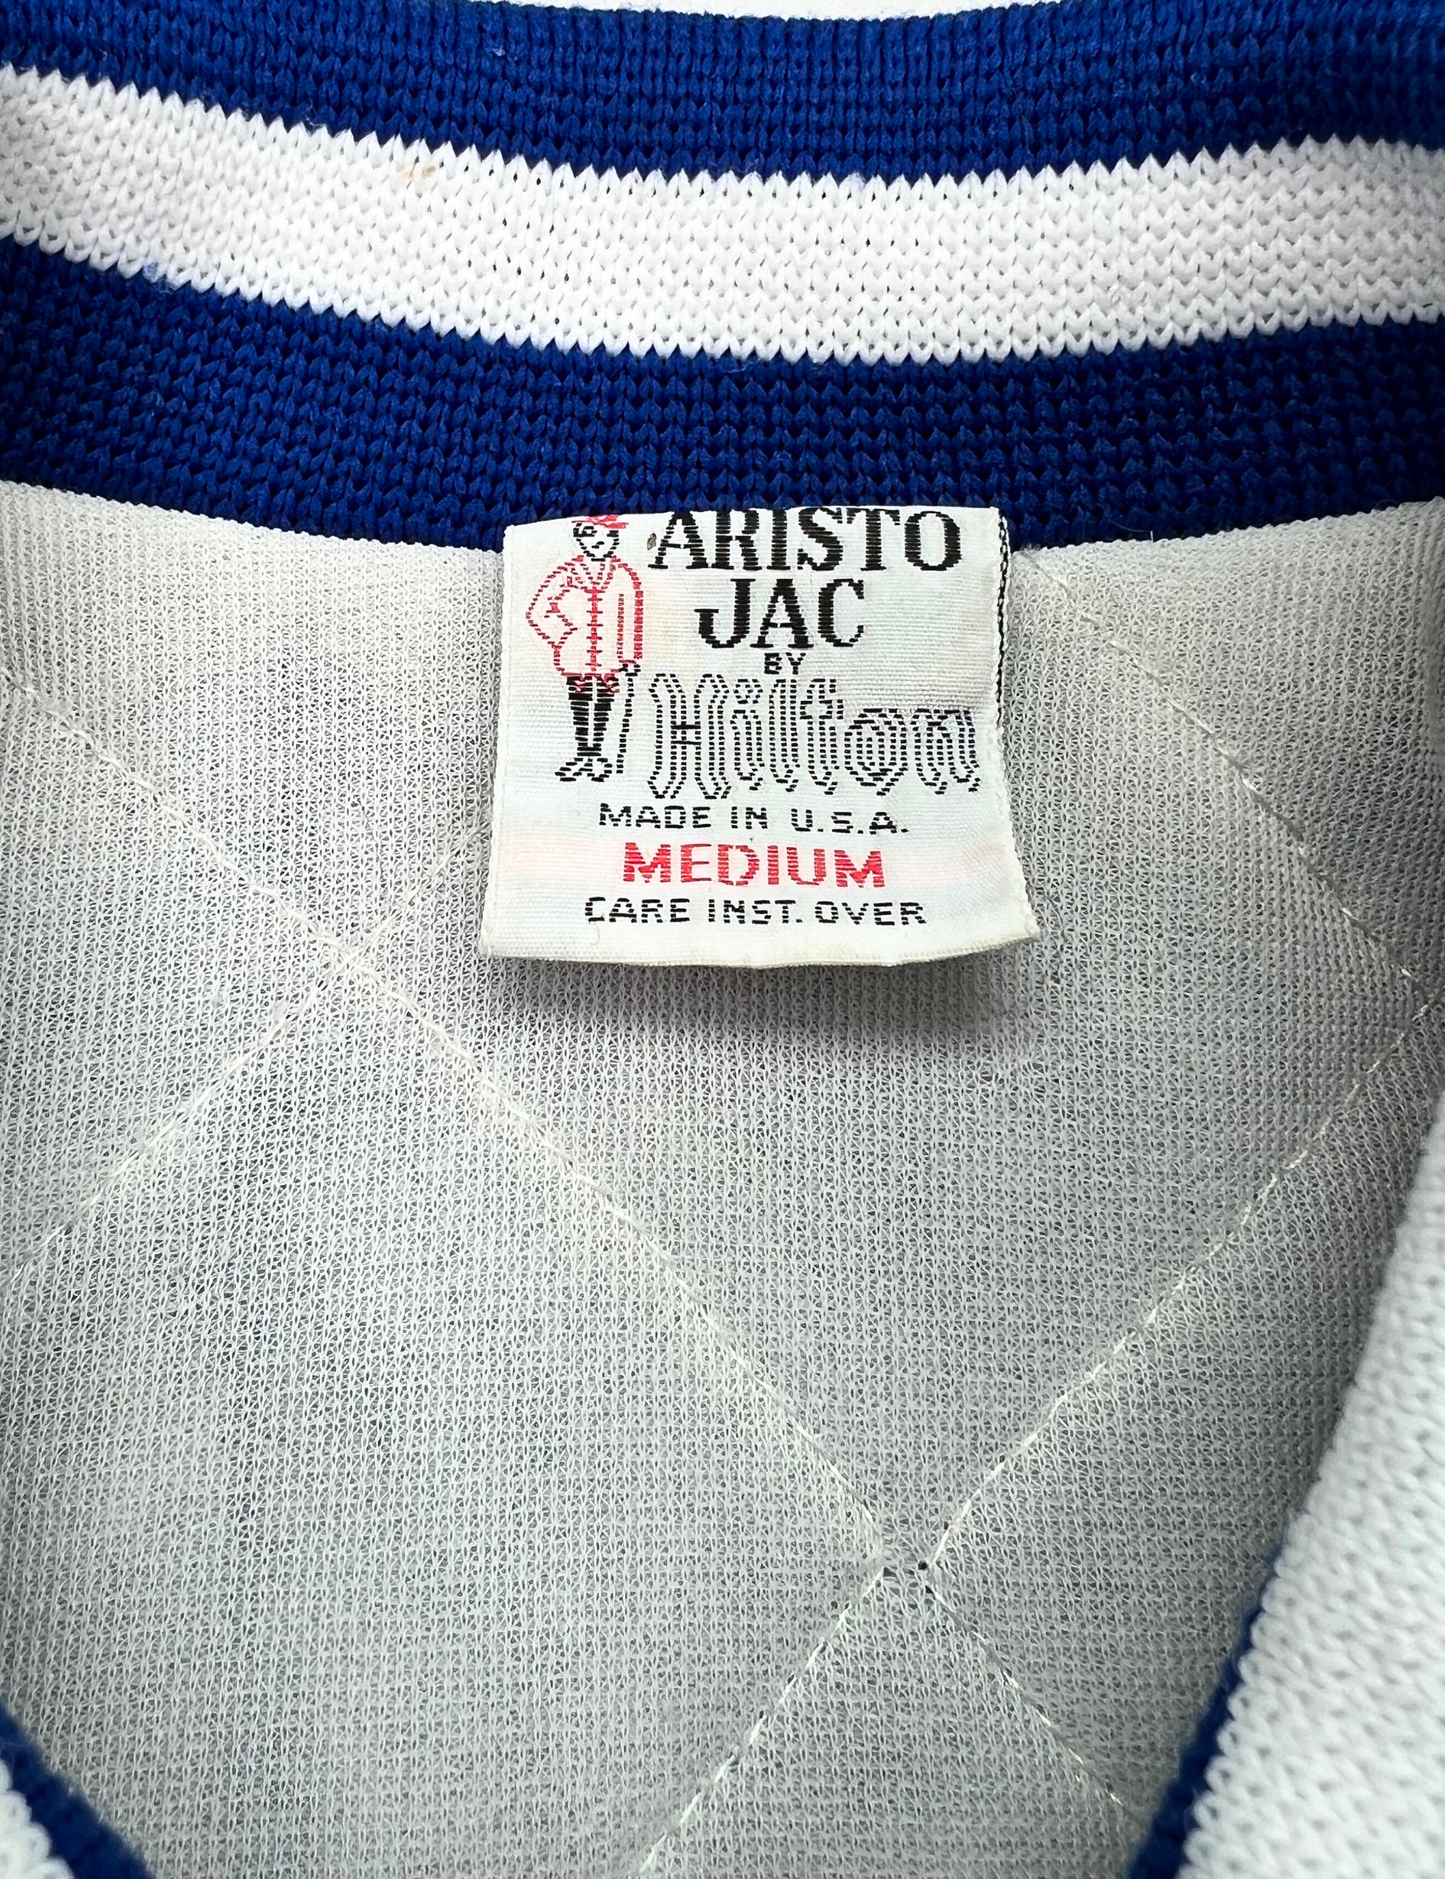 ARISTO
JAC
BY
Hilton
MADE IN U.S.A.
MEDIUM
CARE INST. OVER